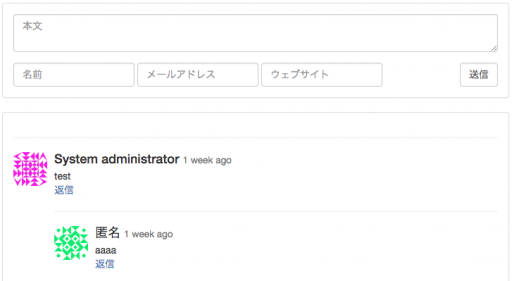 本文
名前 メールアドレス ウェブサイト 送信
System administrator 1 week ago
test
返信
匿名 1 week ago
aaaa
返信